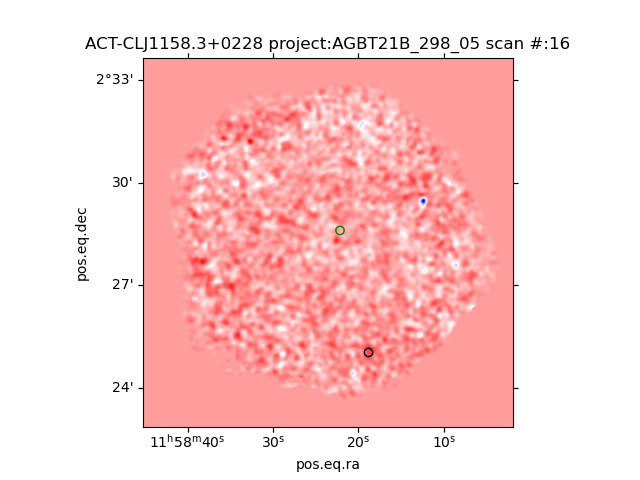 ACT-CLJ1158.3+0228 project:AGBT21B_298_05 scan #:16
2°33'
30'
27'
24'
pos.eq.dec
11ʰ58ᵐ40ˢ 30ˢ 20ˢ 10ˢ
pos.eq.ra